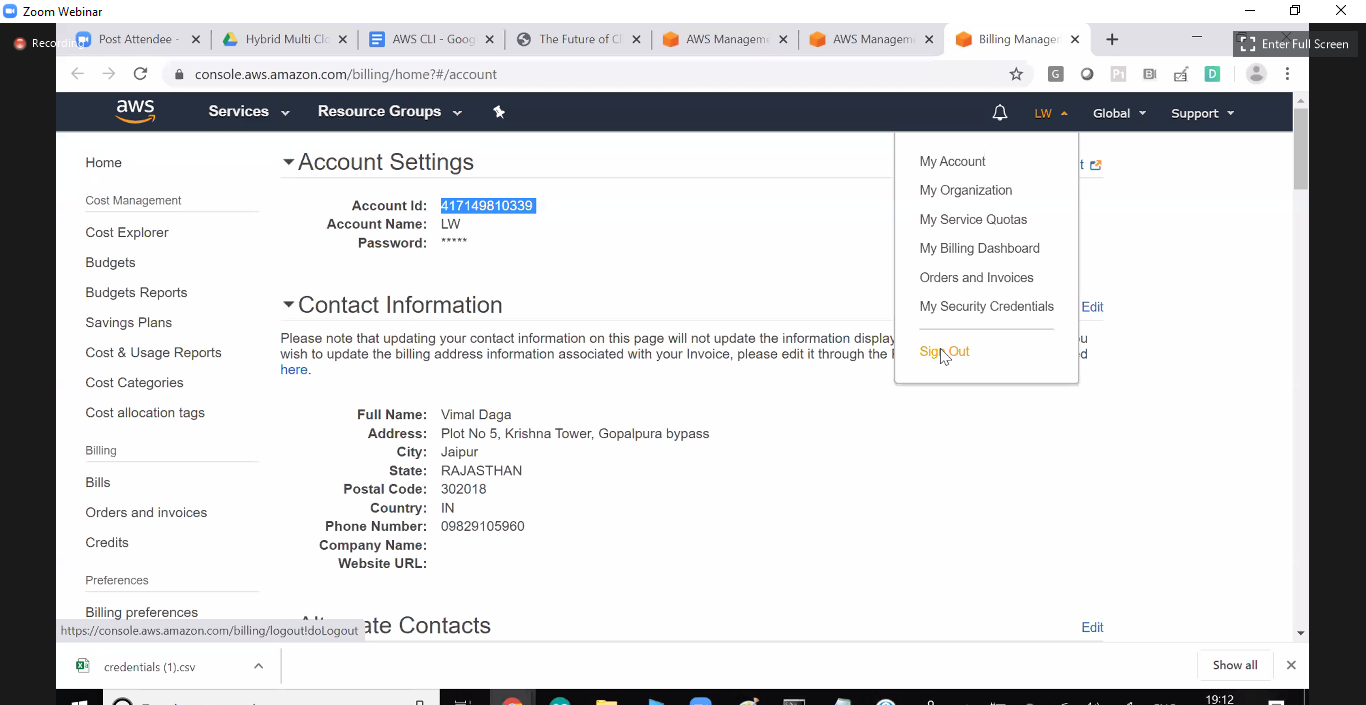 Zoom Webinar
Recording
Post Attendee -
Hybrid Multi Cl
AWS CLI - Goog
The Future of Cl
AWS Managem
AWS Managem
Billing Manage
Enter Full Screen
console.aws.amazon.com/billing/home?#/account
aws
Services
Resource Groups
LW
Global
Support
Home
Cost Management
Cost Explorer
Budgets
Budgets Reports
Savings Plans
Cost & Usage Reports
Cost Categories
Cost allocation tags
Billing
Bills
Orders and invoices
Credits
Preferences
Billing preferences
Account Settings
Account Id: 417149810339
Account Name: LW
Password: *****
Contact Information
Edit
Please note that updating your contact information on this page will not update the information display
wish to update the billing address information associated with your Invoice, please edit it through the
here.
Full Name: Vimal Daga
Address: Plot No 5, Krishna Tower, Gopalpura bypass
City: Jaipur
State: RAJASTHAN
Postal Code: 302018
Country: IN
Phone Number: 09829105960
Company Name:
Website URL:
Contacts
Edit
My Account
My Organization
My Service Quotas
My Billing Dashboard
Orders and Invoices
My Security Credentials
Sign Out
https://console.aws.amazon.com/billing/logout!doLogout
credentials (1).csv
Show all
19:12